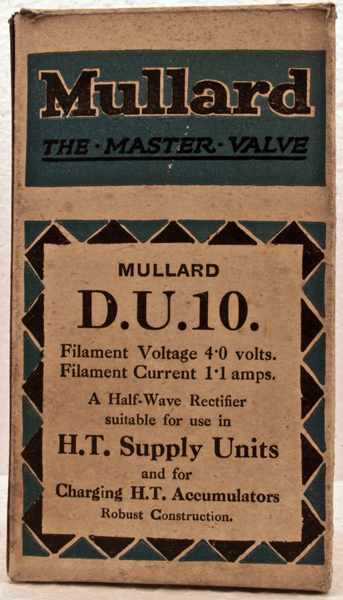 Mullard
THE·MASTER·VALVE
MULLARD
D.U.10.
Filament Voltage 4·0 volts.
Filament Current 1·1 amps.
A Half-Wave Rectifier
suitable for use in
H.T. Supply Units
and for
Charging H.T. Accumulators
Robust Construction.